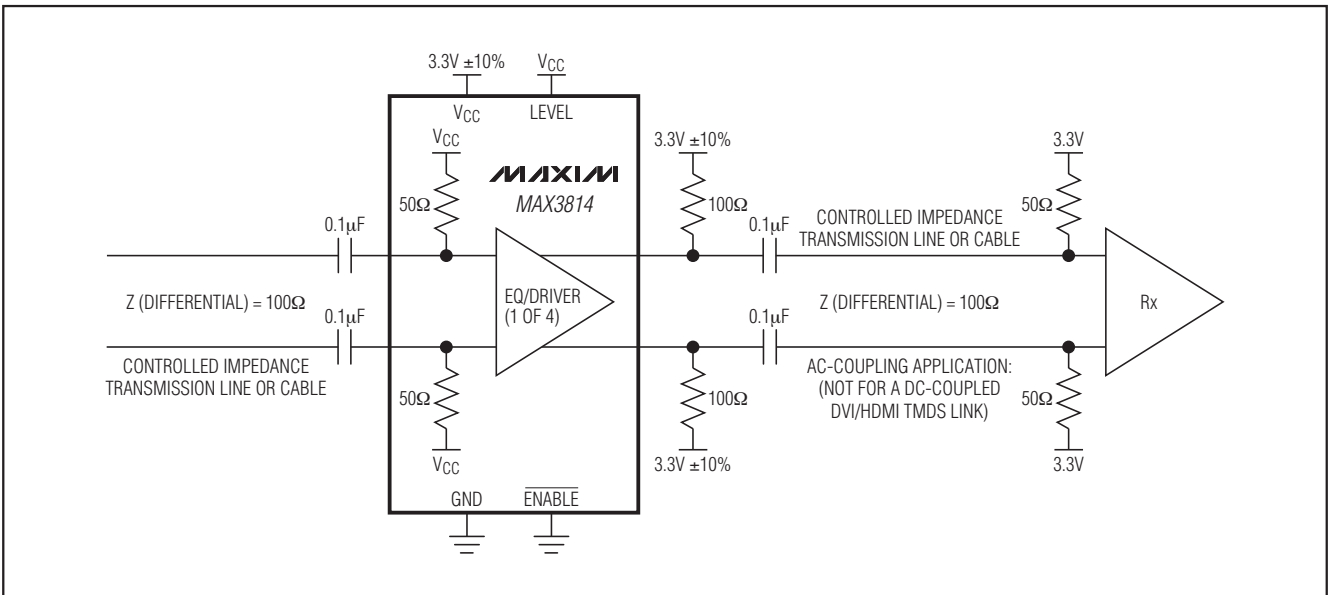 3.3V ±10%
VCC
VCC
LEVEL
VCC
MAXIM
MAX3814
50Ω
0.1µF
3.3V ±10%
100Ω
0.1µF
CONTROLLED IMPEDANCE
TRANSMISSION LINE OR CABLE
3.3V
50Ω
Z (DIFFERENTIAL) = 100Ω
0.1µF
EQ/DRIVER
(1 OF 4)
0.1µF
Z (DIFFERENTIAL) = 100Ω
Rx
CONTROLLED IMPEDANCE
TRANSMISSION LINE OR CABLE
50Ω
VCC
100Ω
3.3V ±10%
AC-COUPLING APPLICATION:
(NOT FOR A DC-COUPLED
DVI/HDMI TMDS LINK)
50Ω
3.3V
GND
ENABLE